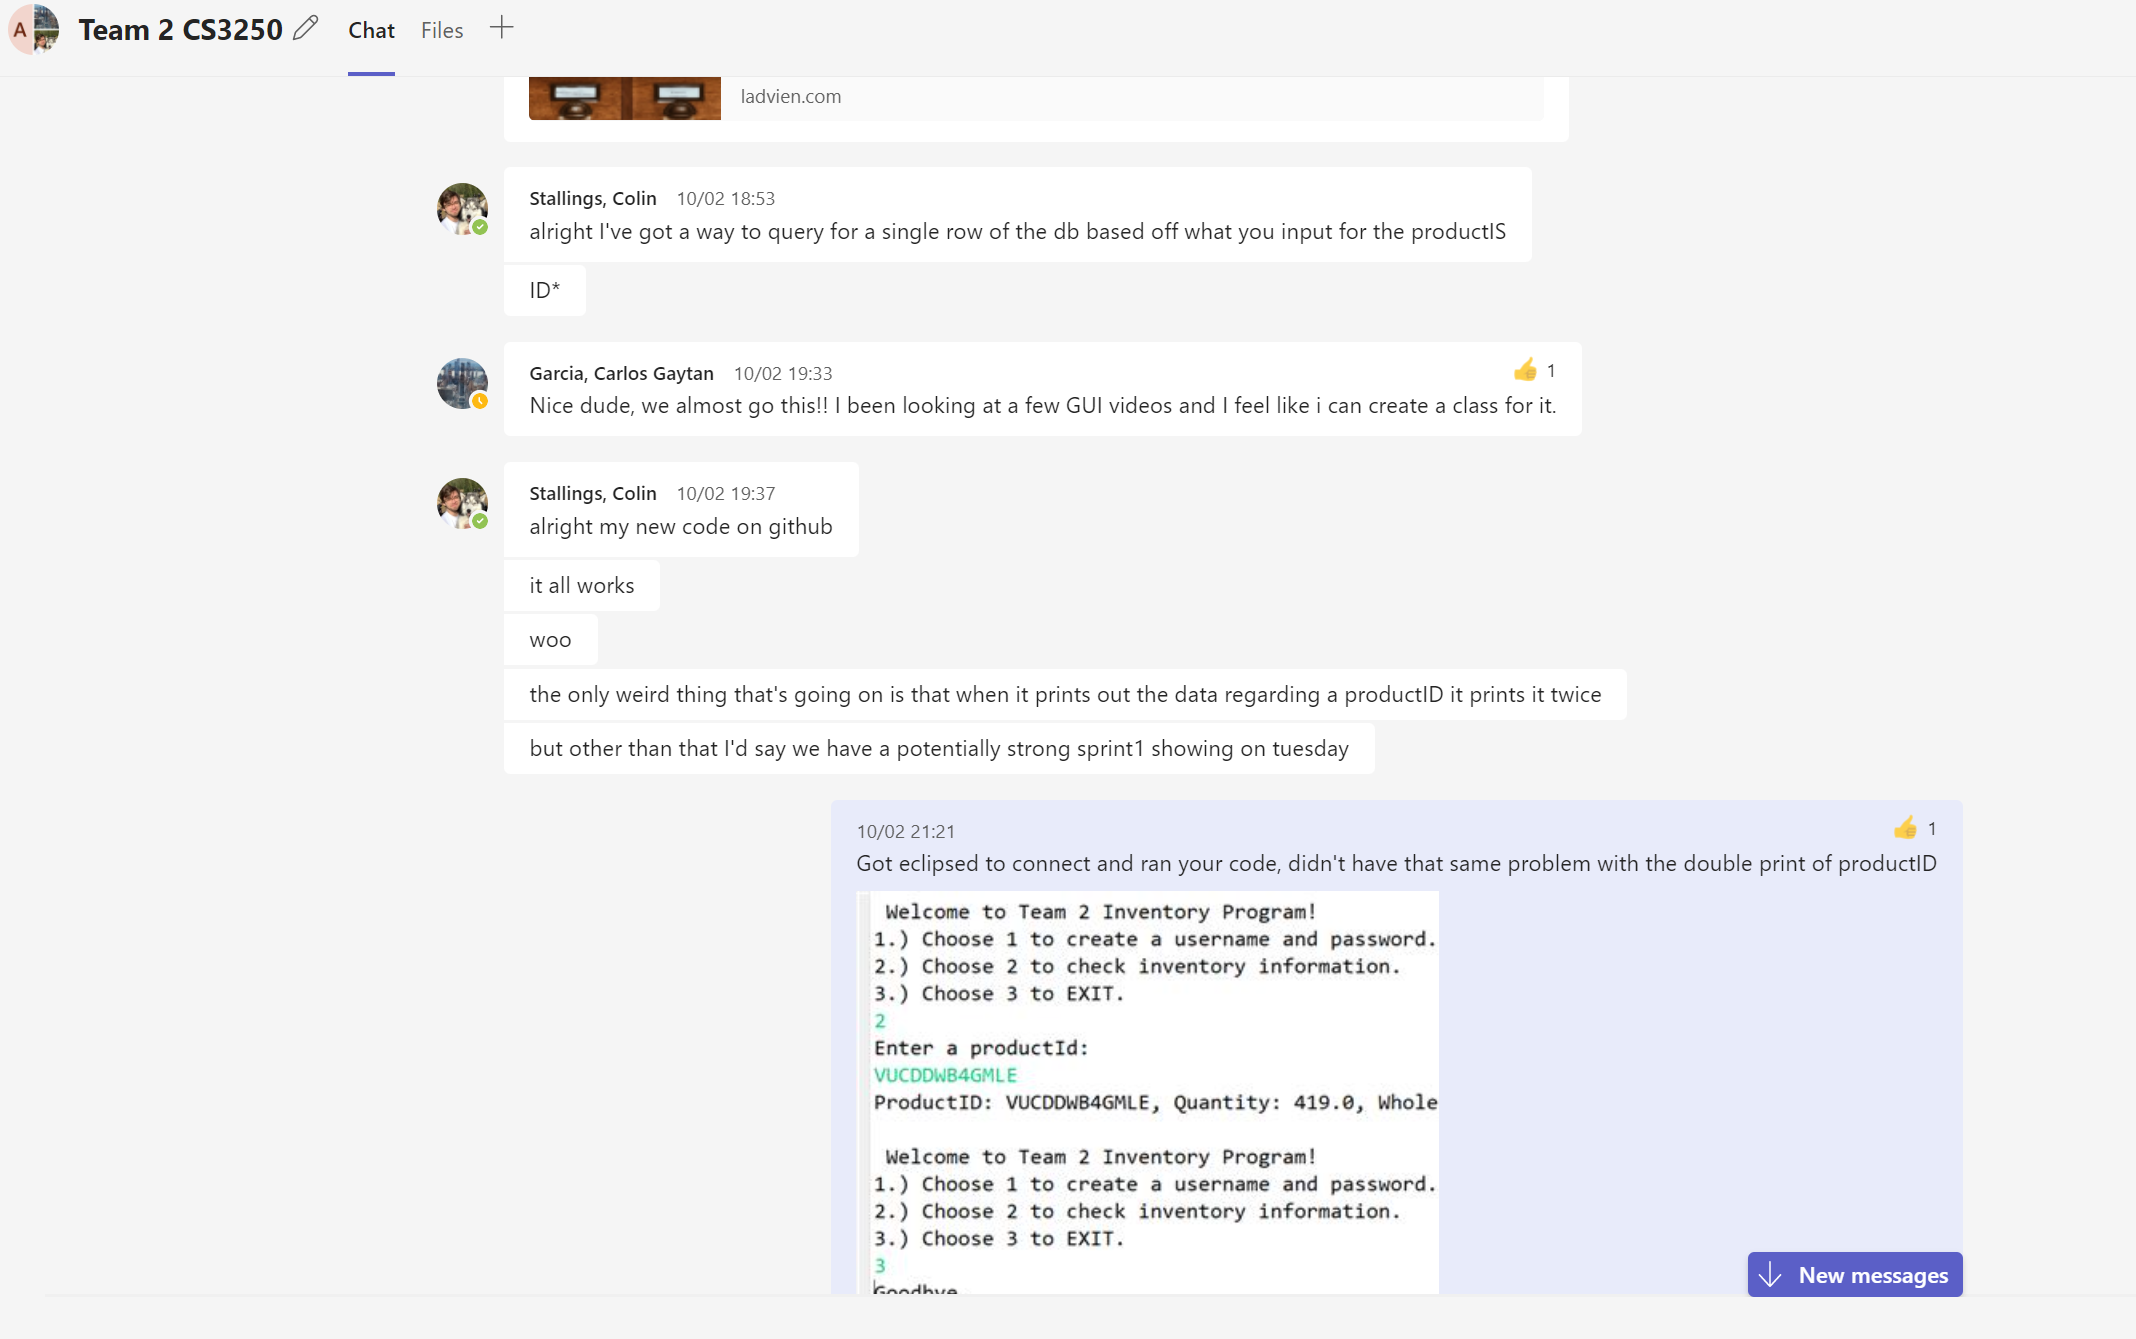 A
Team 2 CS3250
Chat
Files
ladvien.com
Stallings, Colin 10/02 18:53
alright I've got a way to query for a single row of the db based off what you input for the productIS
ID*
Garcia, Carlos Gaytan 10/02 19:33
1
Nice dude, we almost go this!! I been looking at a few GUI videos and I feel like i can create a class for it.
Stallings, Colin 10/02 19:37
alright my new code on github
it all works
woo
the only weird thing that's going on is that when it prints out the data regarding a productID it prints it twice
but other than that I'd say we have a potentially strong sprint1 showing on tuesday
10/02 21:21
1
Got eclipsed to connect and ran your code, didn't have that same problem with the double print of productID
Welcome to Team 2 Inventory Program!
1.) Choose 1 to create a username and password.
2.) Choose 2 to check inventory information.
3.) Choose 3 to EXIT.
2
Enter a productId:
VUCDDWB4GMLE
ProductID: VUCDDWB4GMLE, Quantity: 419.0, Whole
Welcome to Team 2 Inventory Program!
1.) Choose 1 to create a username and password.
2.) Choose 2 to check inventory information.
3.) Choose 3 to EXIT.
3
Goodbye
New messages